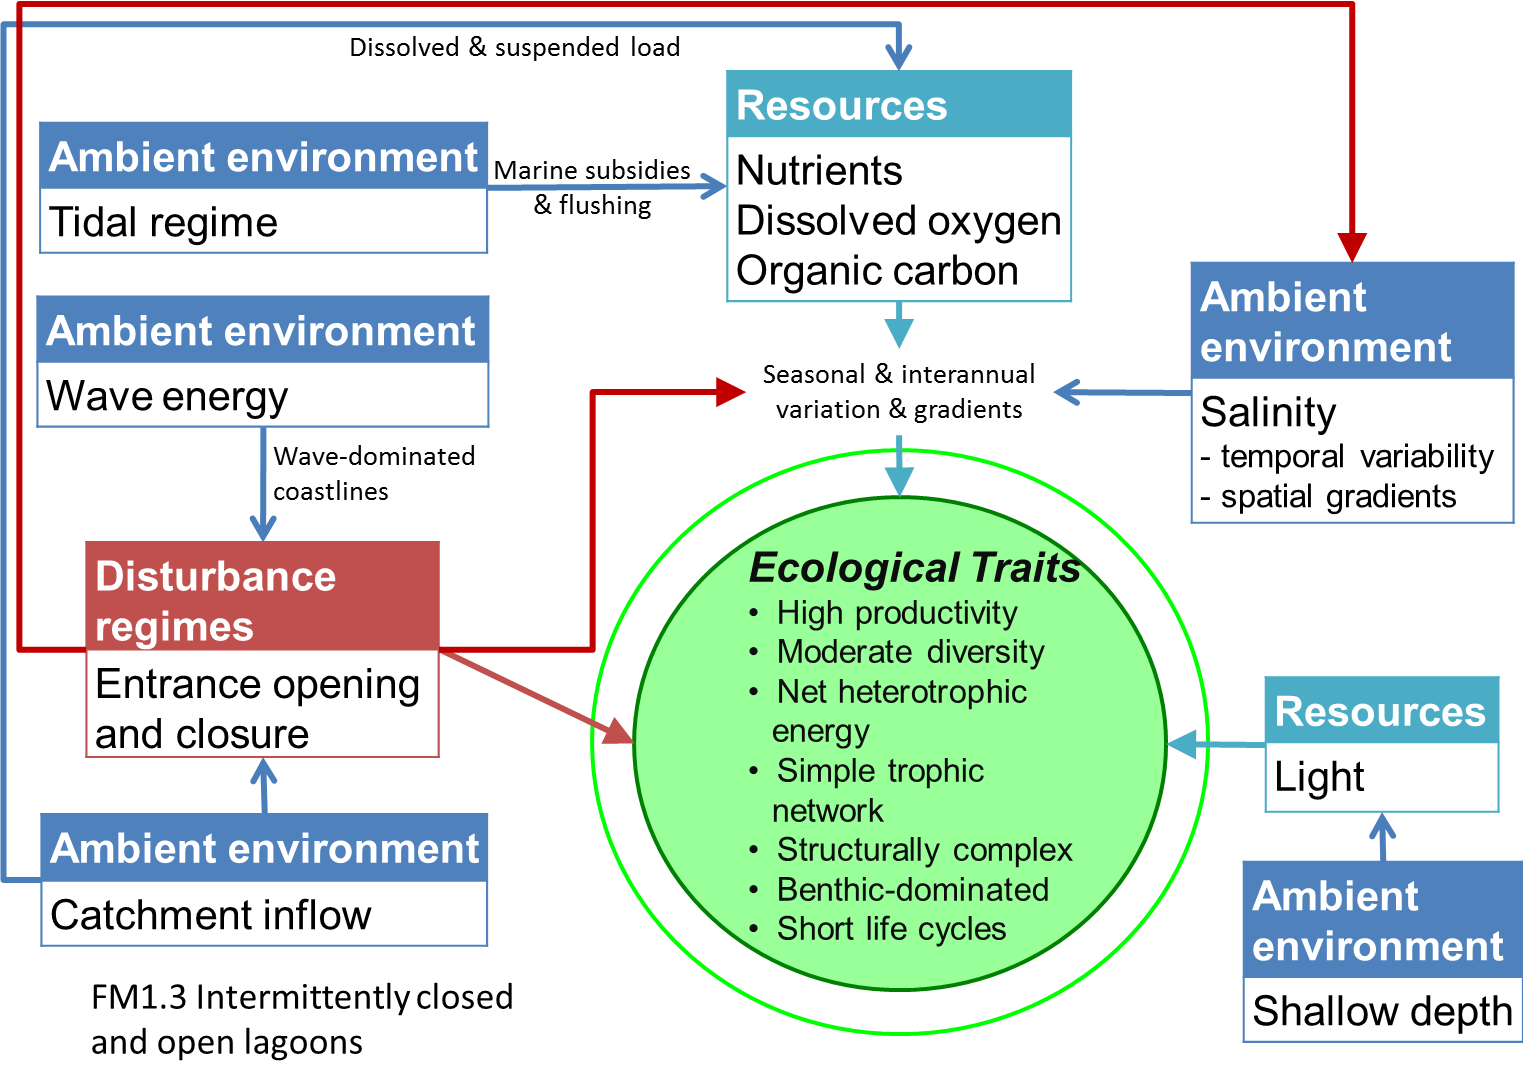 Dissolved & suspended load
Resources
Nutrients
Dissolved oxygen
Organic carbon
Ambient environment
Tidal regime
Marine subsidies
& flushing
Ambient environment
Wave energy
Wave-dominated
coastlines
Seasonal & interannual
variation & gradients
Ambient
environment
Salinity
- temporal variability
- spatial gradients
Disturbance
regimes
Entrance opening
and closure
Ecological Traits
• High productivity
• Moderate diversity
• Net heterotrophic
energy
• Simple trophic
network
• Structurally complex
• Benthic-dominated
• Short life cycles
Resources
Light
Ambient
environment
Shallow depth
Ambient environment
Catchment inflow
FM1.3 Intermittently closed
and open lagoons